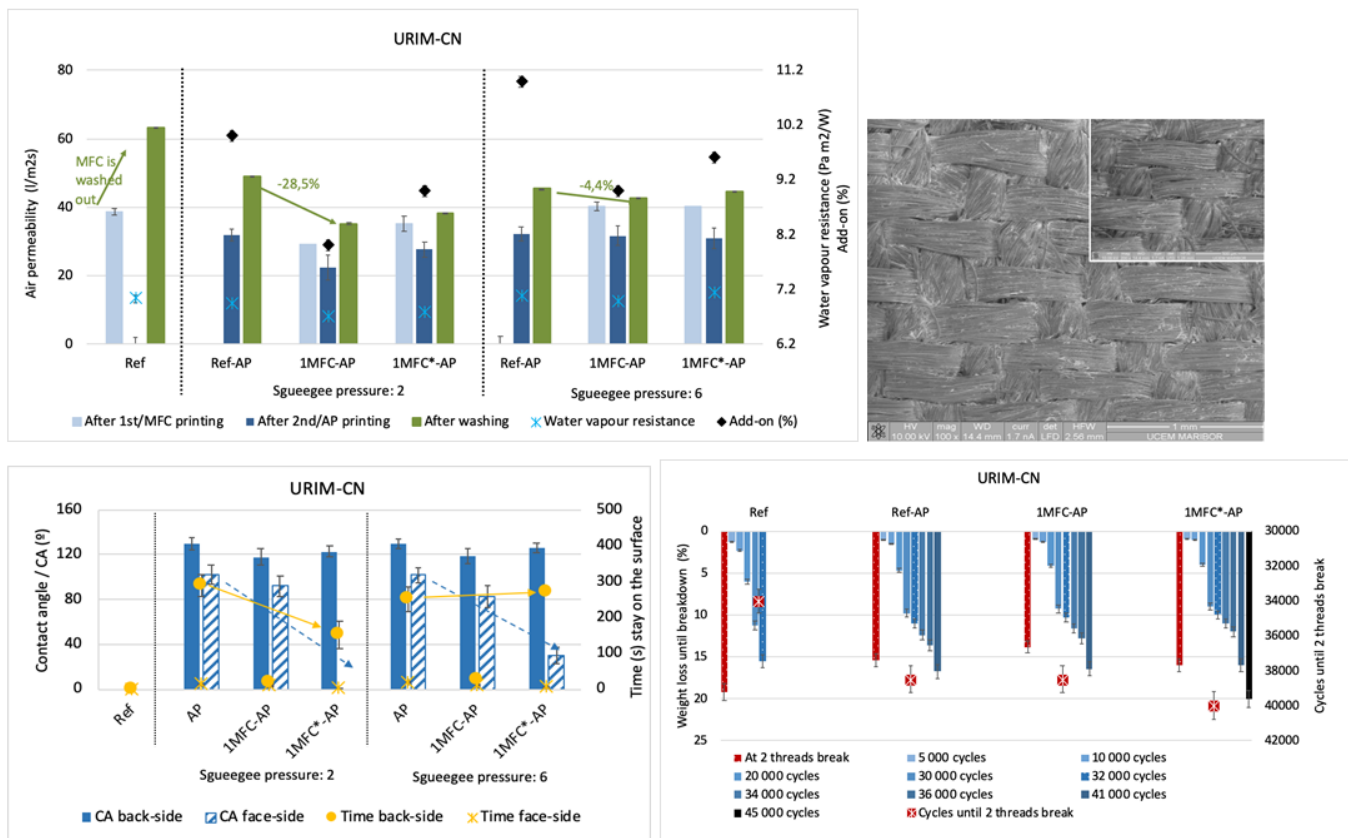 URIM-CN
80
60
40
20
0
Air permeability (l/m2s)
11.2
10.2
9.2
8.2
7.2
6.2
Water vapour resistance (Pa m2/W)
Add-on (%)
MFC is
washed
out
-28,5%
-4,4%
Ref
Ref-AP
1MFC-AP
1MFC*-AP
Ref-AP
1MFC-AP
1MFC*-AP
Sgueegee pressure: 2
Sgueegee pressure: 6
After 1st/MFC printing
After 2nd/AP printing
After washing
Water vapour resistance
Add-on (%)
HV mag WD curr det HFW 1 mm
10.00 kV 100 x 14.4 mm 1.7 nA LFD 2.56 mm UCEM MARIBOR
URIM-CN
160
120
80
40
0
Contact angle / CA (º)
500
400
300
200
100
0
Time (s) stay on the surface
Ref
AP
1MFC-AP
1MFC*-AP
AP
1MFC-AP
1MFC*-AP
Sgueegee pressure: 2
Sgueegee pressure: 6
CA back-side
CA face-side
Time back-side
Time face-side
URIM-CN
Ref
Ref-AP
1MFC-AP
1MFC*-AP
0
5
10
15
20
25
Weight loss until breakdown (%)
30000
32000
34000
36000
38000
40000
42000
Cycles until 2 threads break
At 2 threads break
5 000 cycles
10 000 cycles
20 000 cycles
30 000 cycles
32 000 cycles
34 000 cycles
36 000 cycles
41 000 cycles
45 000 cycles
Cycles until 2 threads break